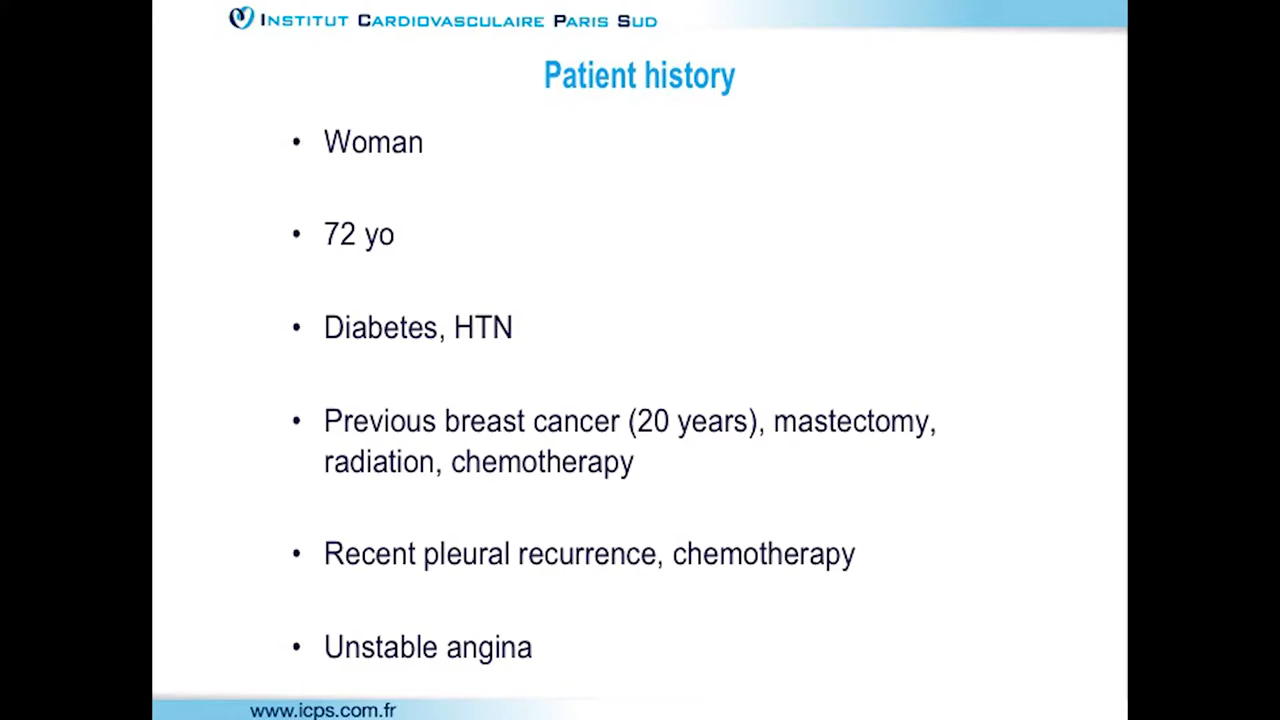 INSTITUT CARDIOVASCULAIRE PARIS SUD
Patient history
• Woman
• 72 yo
• Diabetes, HTN
• Previous breast cancer (20 years), mastectomy,
radiation, chemotherapy
• Recent pleural recurrence, chemotherapy
• Unstable angina
www.icps.com.fr